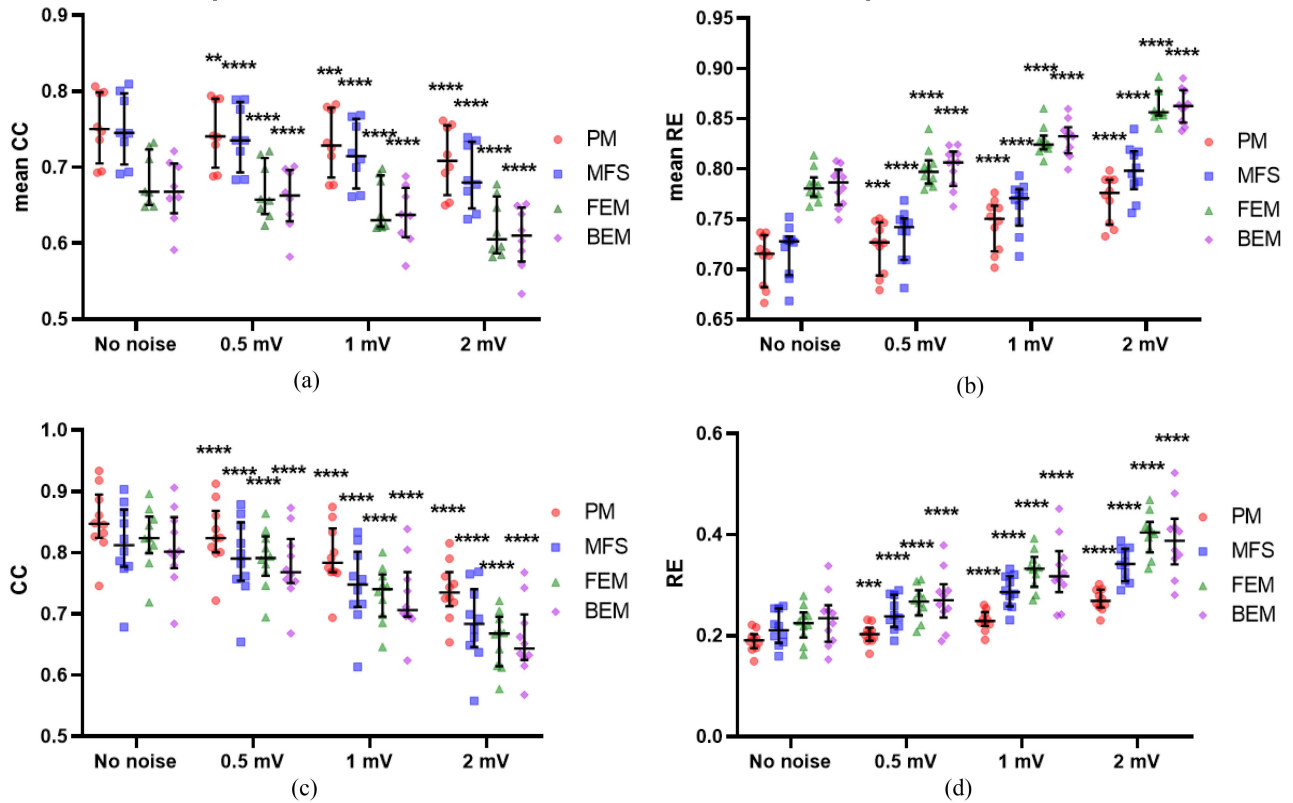 mean CC
0.9
0.8
0.7
0.6
0.5
** **** **** ****
*** **** **** ****
**** **** **** ****
No noise 0.5 mV 1 mV 2 mV
PM
MFS
FEM
BEM
(a)
mean RE
0.95
0.90
0.85
0.80
0.75
0.70
0.65
*** **** **** ****
**** **** **** ****
**** **** **** ****
No noise 0.5 mV 1 mV 2 mV
PM
MFS
FEM
BEM
(b)
CC
1.0
0.9
0.8
0.7
0.6
0.5
**** **** **** ****
**** **** **** ****
**** **** **** ****
No noise 0.5 mV 1 mV 2 mV
PM
MFS
FEM
BEM
(c)
RE
0.6
0.4
0.2
0.0
*** **** **** ****
**** **** **** ****
**** **** **** ****
No noise 0.5 mV 1 mV 2 mV
PM
MFS
FEM
BEM
(d)